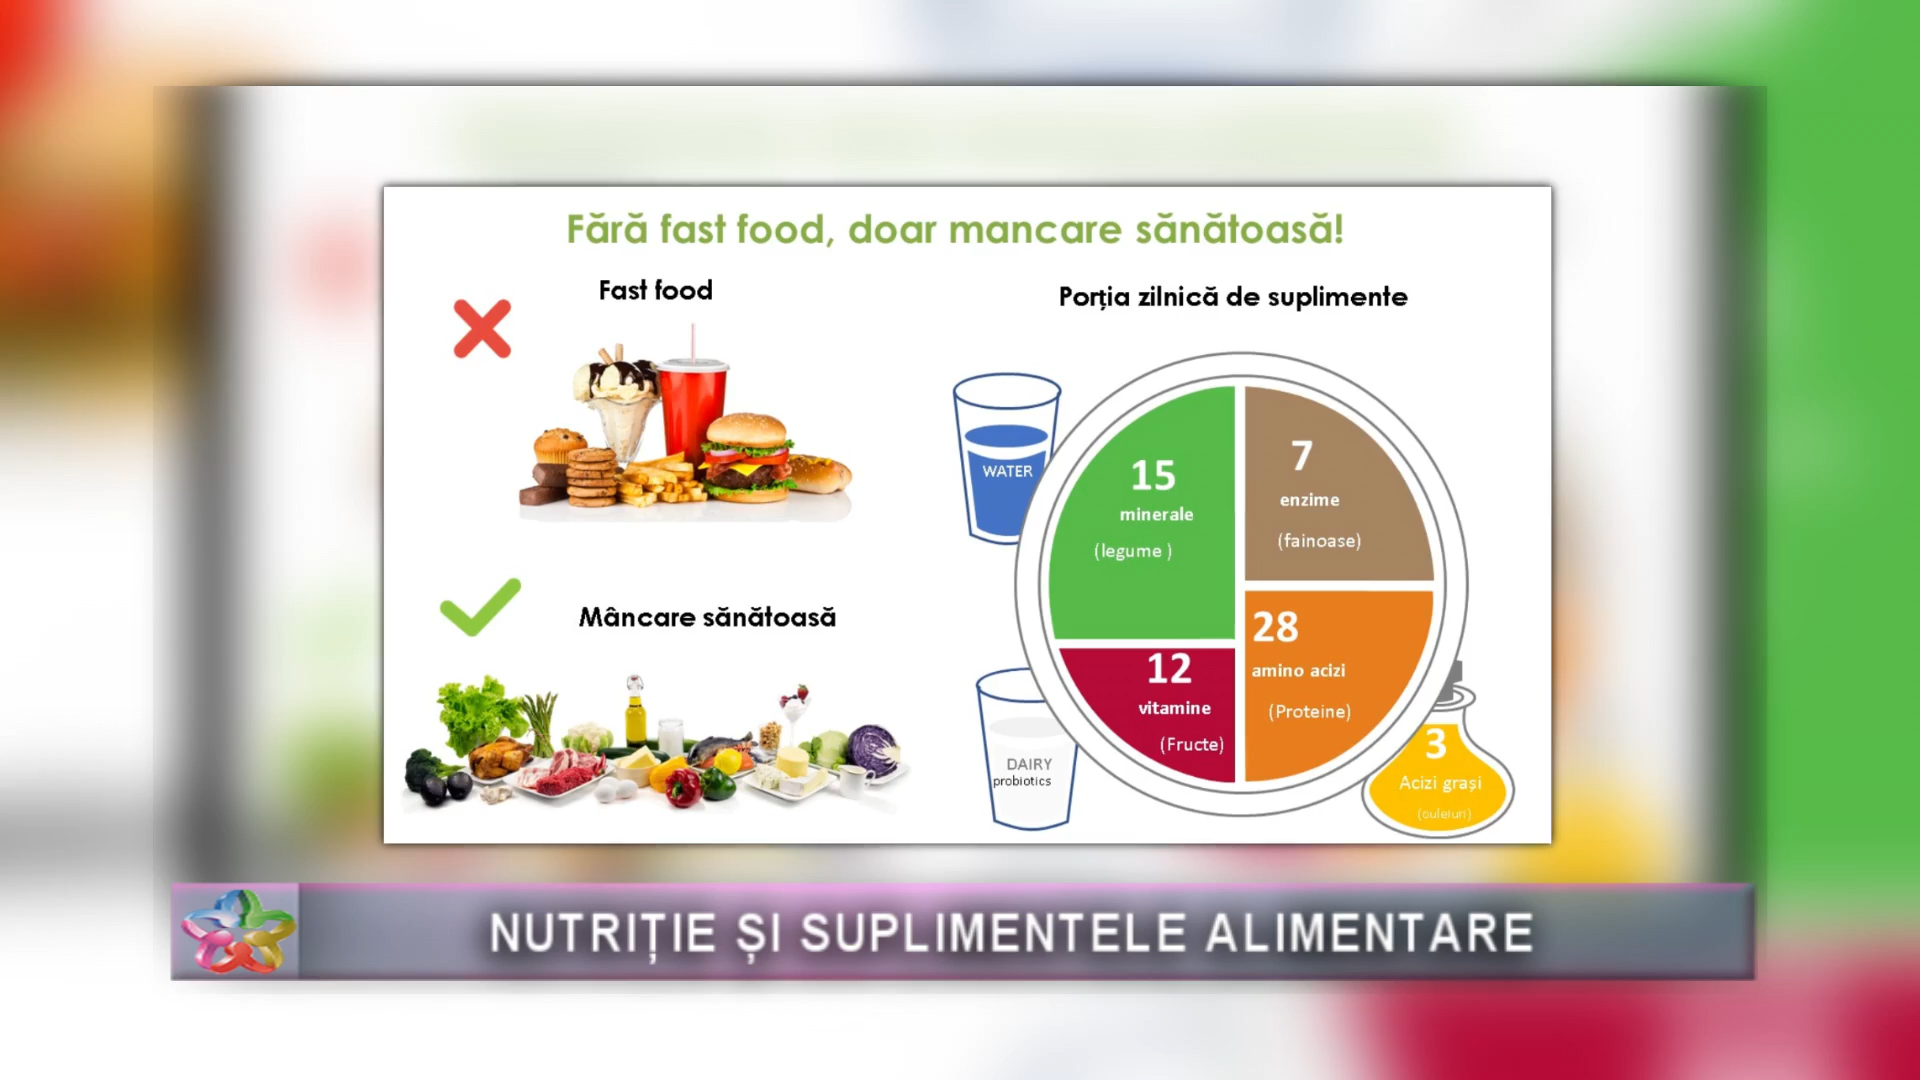 Fără fast food, doar mancare sănătoasă!
Fast food
Porția zilnică de suplimente
WATER
15
minerale
(legume )
7
enzime
(fainoase)
Mâncare sănătoasă
28
amino acizi
(Proteine)
12
vitamine
(Fructe)
DAIRY
probiotics
3
Acizi grași
(uleiuri)
NUTRIȚIE ȘI SUPLIMENTELE ALIMENTARE